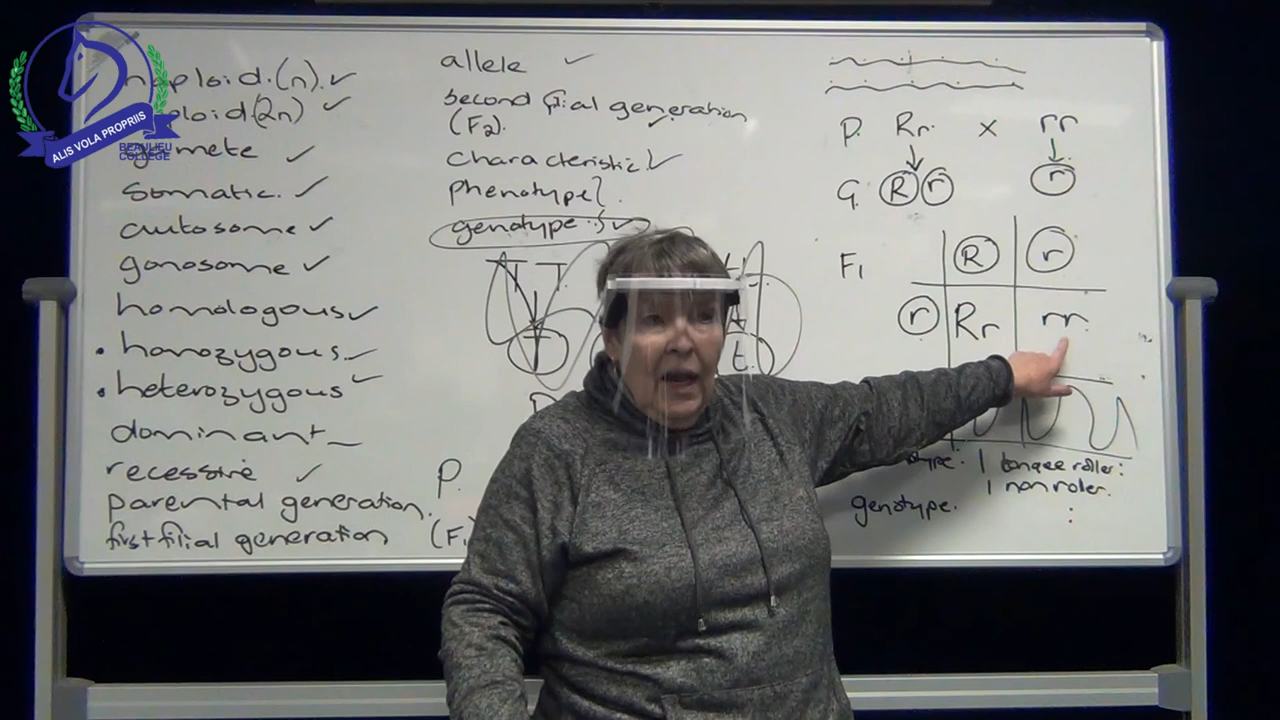 ALIS VOLA PROPRIIS
BEAULIEU
COLLEGE
haploid.(n). ✓
diploid(2n) ✓
gamete ✓
somatic. ✓
autosome ✓
gonosome ✓
homologous ✓
• homozygous ✓
• heterozygous ✓
dominant
recessive ✓
parental generation. P.
first filial generation (F1
allele ✓
second filial generation
(F2). ✓
characteristic. ✓
phenotype
genotype ✓
T T
t
t.
P. Rr x rr
G. R r r
F1 R r
r Rr rr
type: 1 tongue roller:
1 non roller.
genotype. :